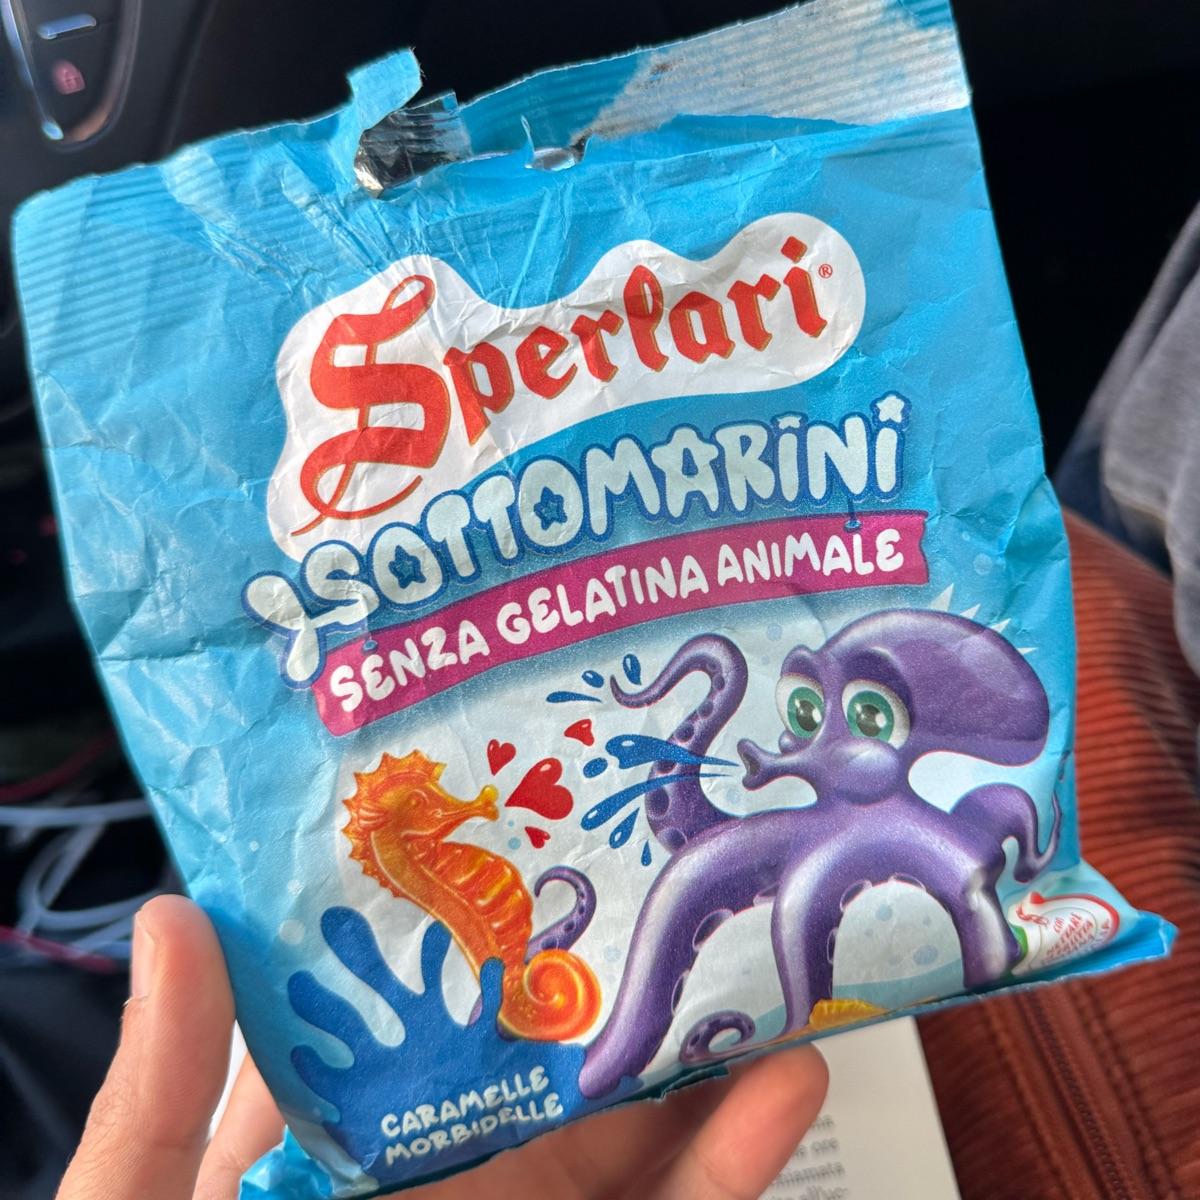 Sperlari®
SOTTOMARINI
SENZA GELATINA ANIMALE
CARAMELLE
MORBIDELLE